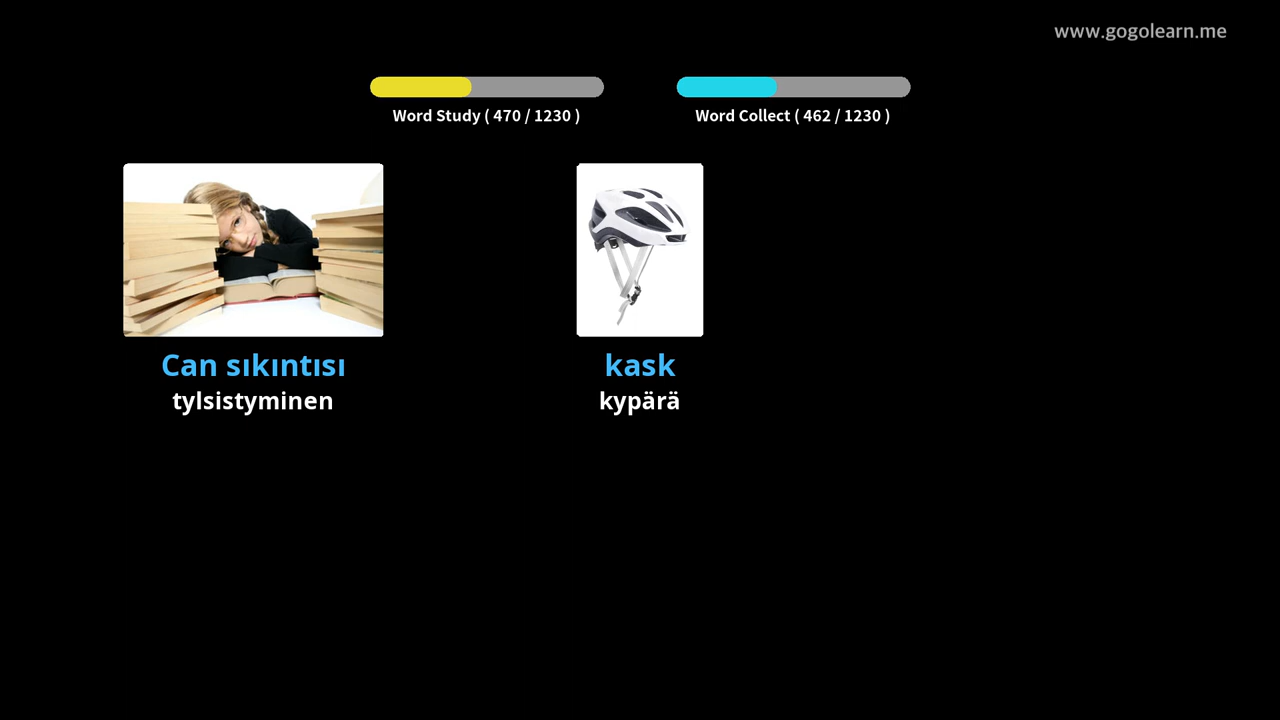 www.gogolearn.me
Word Study ( 470 / 1230 )
Word Collect ( 462 / 1230 )
Can sıkıntısı
tylsistyminen
kask
kypärä